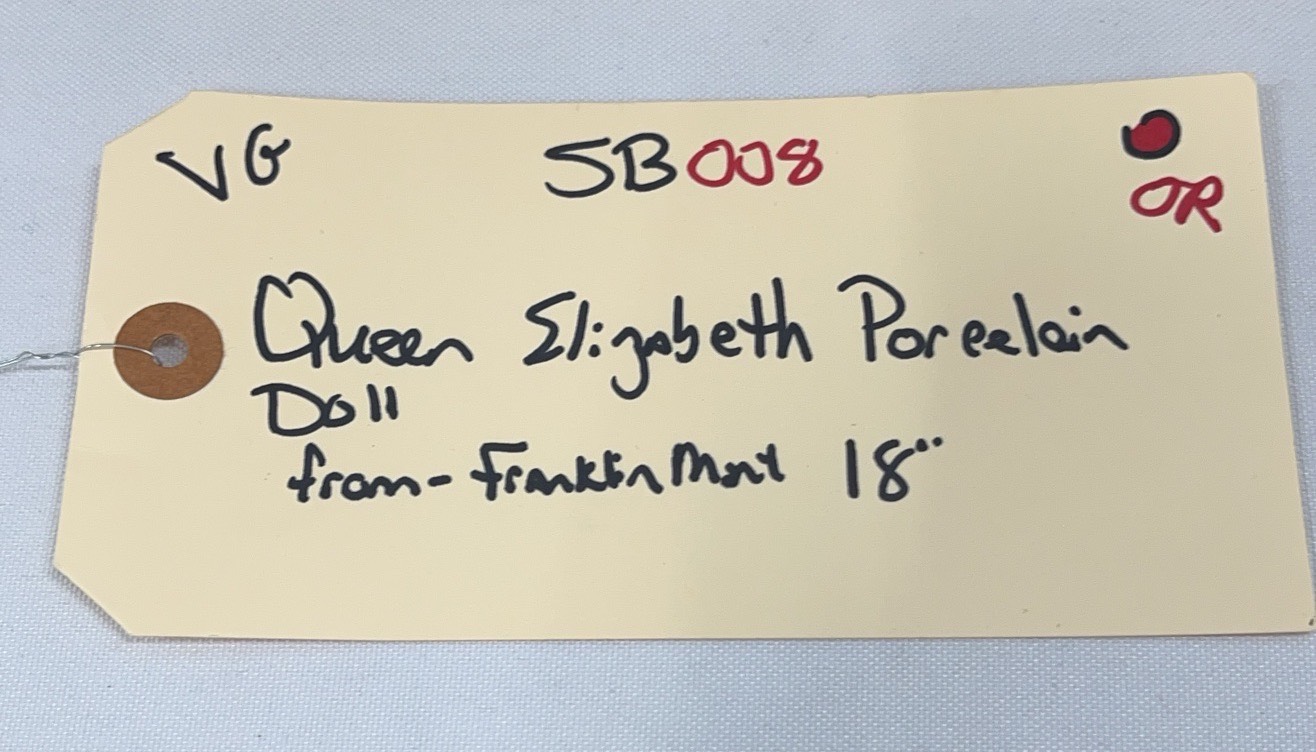 VG SB008
OR
Queen Elizabeth Porcelain
Doll
from - Franklin Mint 18"